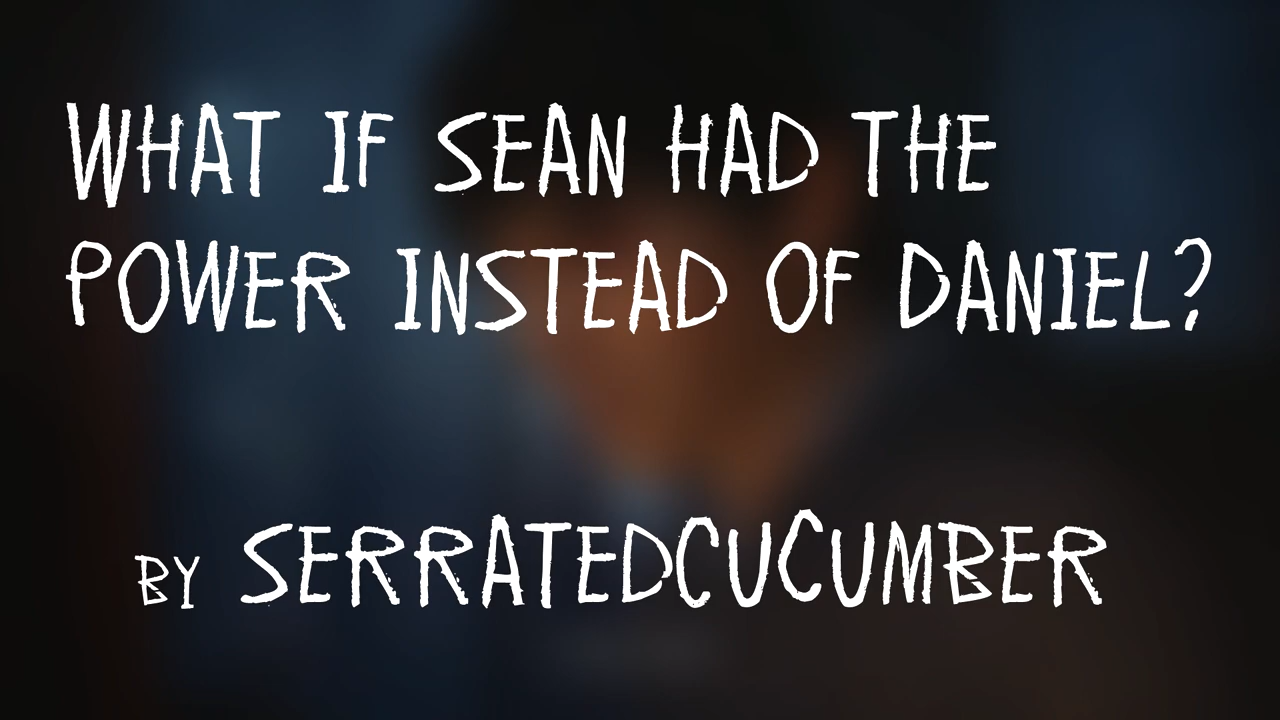 WHAT IF SEAN HAD THE
POWER INSTEAD OF DANIEL?
BY SERRATEDCUCUMBER